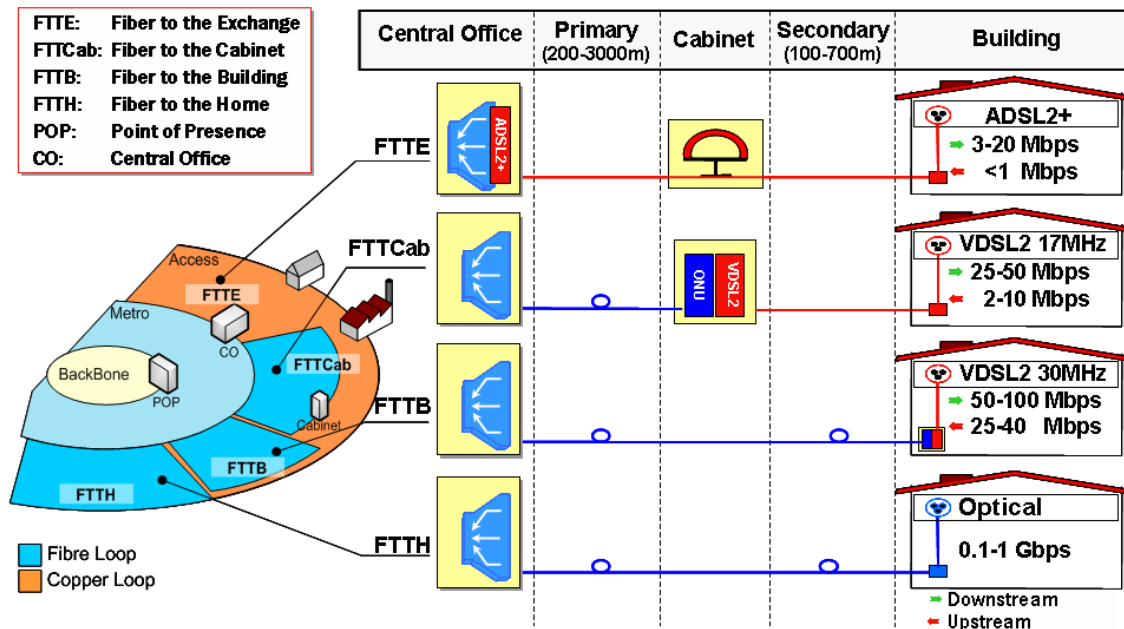 FTTE: Fiber to the Exchange
FTTCab: Fiber to the Cabinet
FTTB: Fiber to the Building
FTTH: Fiber to the Home
POP: Point of Presence
CO: Central Office
Central Office
Primary
(200-3000m)
Cabinet
Secondary
(100-700m)
Building
FTTE
ADSL2+
ADSL2+
3-20 Mbps
<1 Mbps
FTTCab
ONU
VDSL2
VDSL2 17MHz
25-50 Mbps
2-10 Mbps
FTTB
VDSL2 30MHz
50-100 Mbps
25-40 Mbps
FTTH
Optical
0.1-1 Gbps
Downstream
Upstream
Access
FTTE
Metro
CO
FTTCab
BackBone
POP
Cabinet
FTTB
FTTH
Fibre Loop
Copper Loop